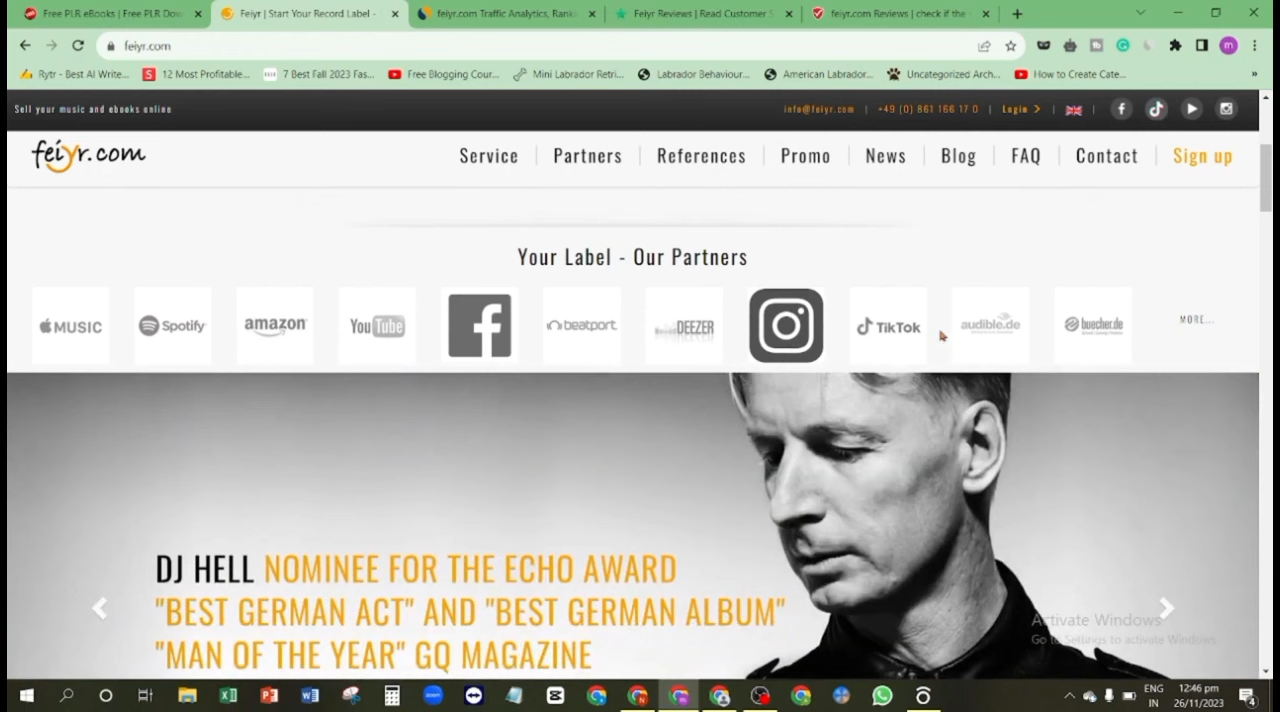 Free PLR eBooks | Free PLR Dow
Feiyr | Start Your Record Label -
feiyr.com Traffic Analytics, Ranki
Feiyr Reviews | Read Customer S
feiyr.com Reviews | check if the
feiyr.com
Rytr - Best AI Write...
12 Most Profitable...
7 Best Fall 2023 Fas...
Free Blogging Cour...
Mini Labrador Retri...
Labrador Behaviour...
American Labrador...
Uncategorized Arch...
How to Create Cate...
Sell your music and ebooks online
info@feiyr.com | +49 (0) 861 166 17 0 | Login
feiyr.com
Service Partners References Promo News Blog FAQ Contact Sign up
Your Label - Our Partners
MUSIC
Spotify
amazon
YouTube
beatport
DEEZER
TikTok
audible.de
buecher.de
MORE...
DJ HELL NOMINEE FOR THE ECHO AWARD
"BEST GERMAN ACT" AND "BEST GERMAN ALBUM"
"MAN OF THE YEAR" GQ MAGAZINE
Activate Windows
Go to Settings to activate Windows.
ENG
IN
12:46 pm
26/11/2023
4